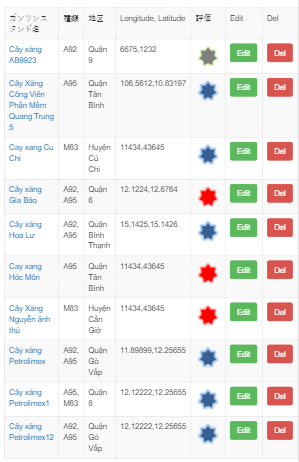 ガソリンス
タンド名
種類
地区
Longitude, Latitude
評価
Edit
Del
Cây xăng
AB9923
A92
Quận
9
6675,1232
Edit
Del
Cây Xăng
Công Viên
Phần Mềm
Quang Trung
5
A95
Quận
Tân
Bình
106.5612,10.83197
Edit
Del
Cay xang Cu
Chi
M83
Huyện
Củ
Chi
11434,43645
Edit
Del
Cây xăng
Gia Bảo
A92,
A95
Quận
6
12.1224,12.6764
Edit
Del
Cây xăng
Hoa Lư
A92,
A95
Quận
Bình
Thạnh
15.1425,15.1426
Edit
Del
Cay xang
Hóc Môn
A95
Quận
Tân
Bình
11434,43645
Edit
Del
Cây Xăng
Nguyễn ánh
thủ
M83
Huyện
Cần
Giờ
11434,43645
Edit
Del
Cây xăng
Petrolimex
A92,
A95
Quận
Gò
Vấp
11.89899,12.25655
Edit
Del
Cây xăng
Petrolimex1
A95,
M83
Quận
8
12.12222,12.25655
Edit
Del
Cây xăng
Petrolimex12
A92,
A95
Quận
Gò
Vấp
12.12222,12.25655
Edit
Del